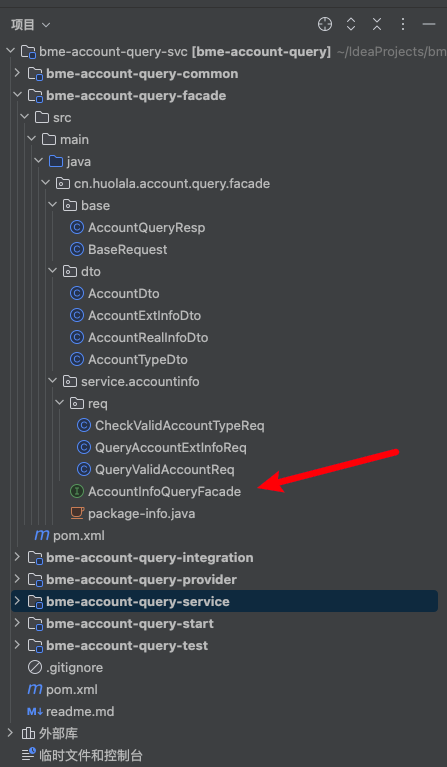 项目
bme-account-query-svc [bme-account-query] ~/IdeaProjects/bm
bme-account-query-common
bme-account-query-facade
src
main
java
cn.huolala.account.query.facade
base
AccountQueryResp
BaseRequest
dto
AccountDto
AccountExtInfoDto
AccountRealInfoDto
AccountTypeDto
service.accountinfo
req
CheckValidAccountTypeReq
QueryAccountExtInfoReq
QueryValidAccountReq
AccountInfoQueryFacade
package-info.java
pom.xml
bme-account-query-integration
bme-account-query-provider
bme-account-query-service
bme-account-query-start
bme-account-query-test
.gitignore
pom.xml
readme.md
外部库
临时文件和控制台